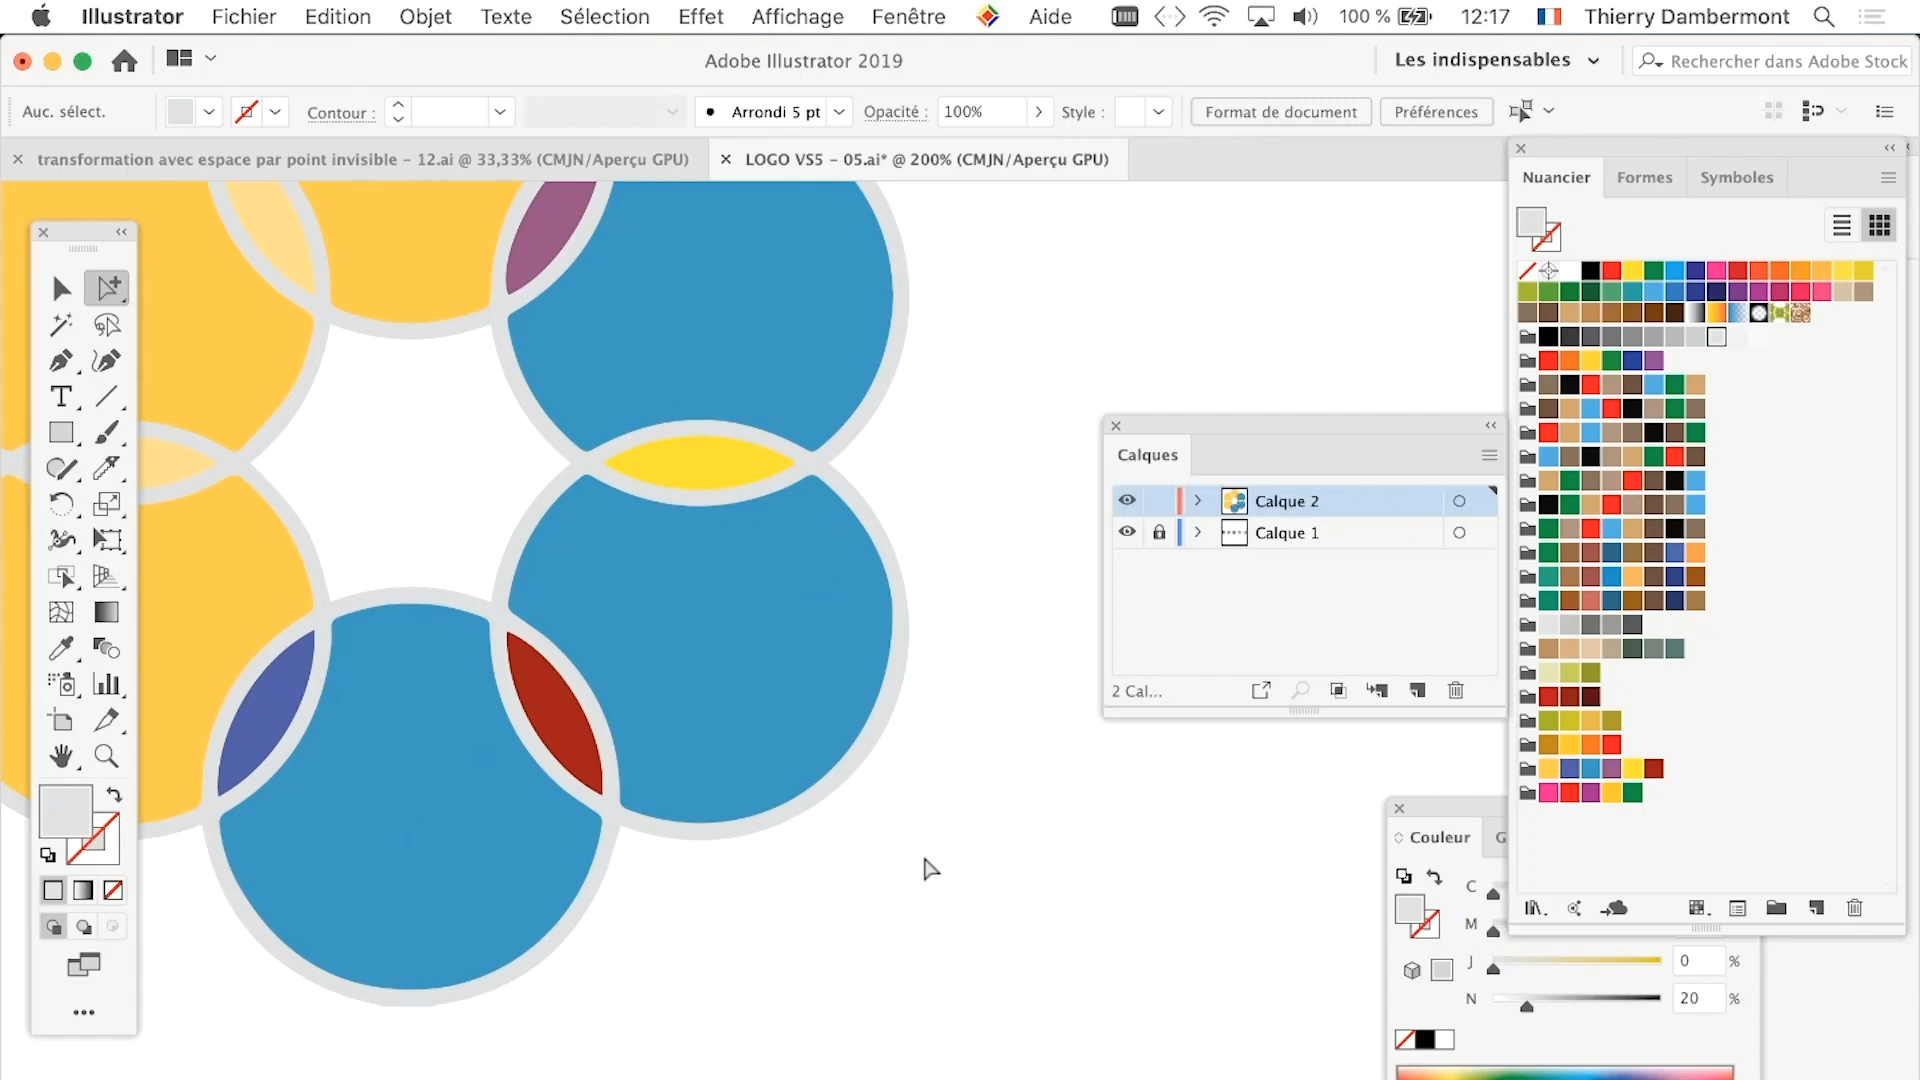 Illustrator Fichier Edition Objet Texte Sélection Effet Affichage Fenêtre Aide 100 % 12:17 Thierry Dambermont
Adobe Illustrator 2019
Les indispensables
Rechercher dans Adobe Stock
Auc. sélect.
Contour :
Arrondi 5 pt
Opacité :
100%
Style :
Format de document
Préférences
transformation avec espace par point invisible - 12.ai @ 33,33% (CMJN/Aperçu GPU)
LOGO VS5 - 05.ai* @ 200% (CMJN/Aperçu GPU)
Nuancier
Formes
Symboles
Calques
Calque 2
Calque 1
2 Cal...
Couleur
G
C
M
J
0 %
N
20 %